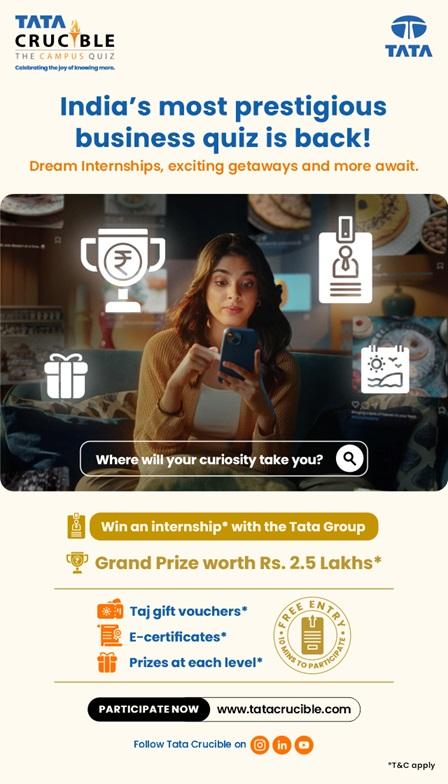 TATA
CRUCIBLE
THE CAMPUS QUIZ
Celebrating the joy of knowing more.
TATA
India's most prestigious
business quiz is back!
Dream Internships, exciting getaways and more await.
₹
Where will your curiosity take you?
Win an internship* with the Tata Group
Grand Prize worth Rs. 2.5 Lakhs*
Taj gift vouchers*
E-certificates*
Prizes at each level*
FREE ENTRY
10 MINS TO PARTICIPATE
PARTICIPATE NOW www.tatacrucible.com
Follow Tata Crucible on
*T&C apply